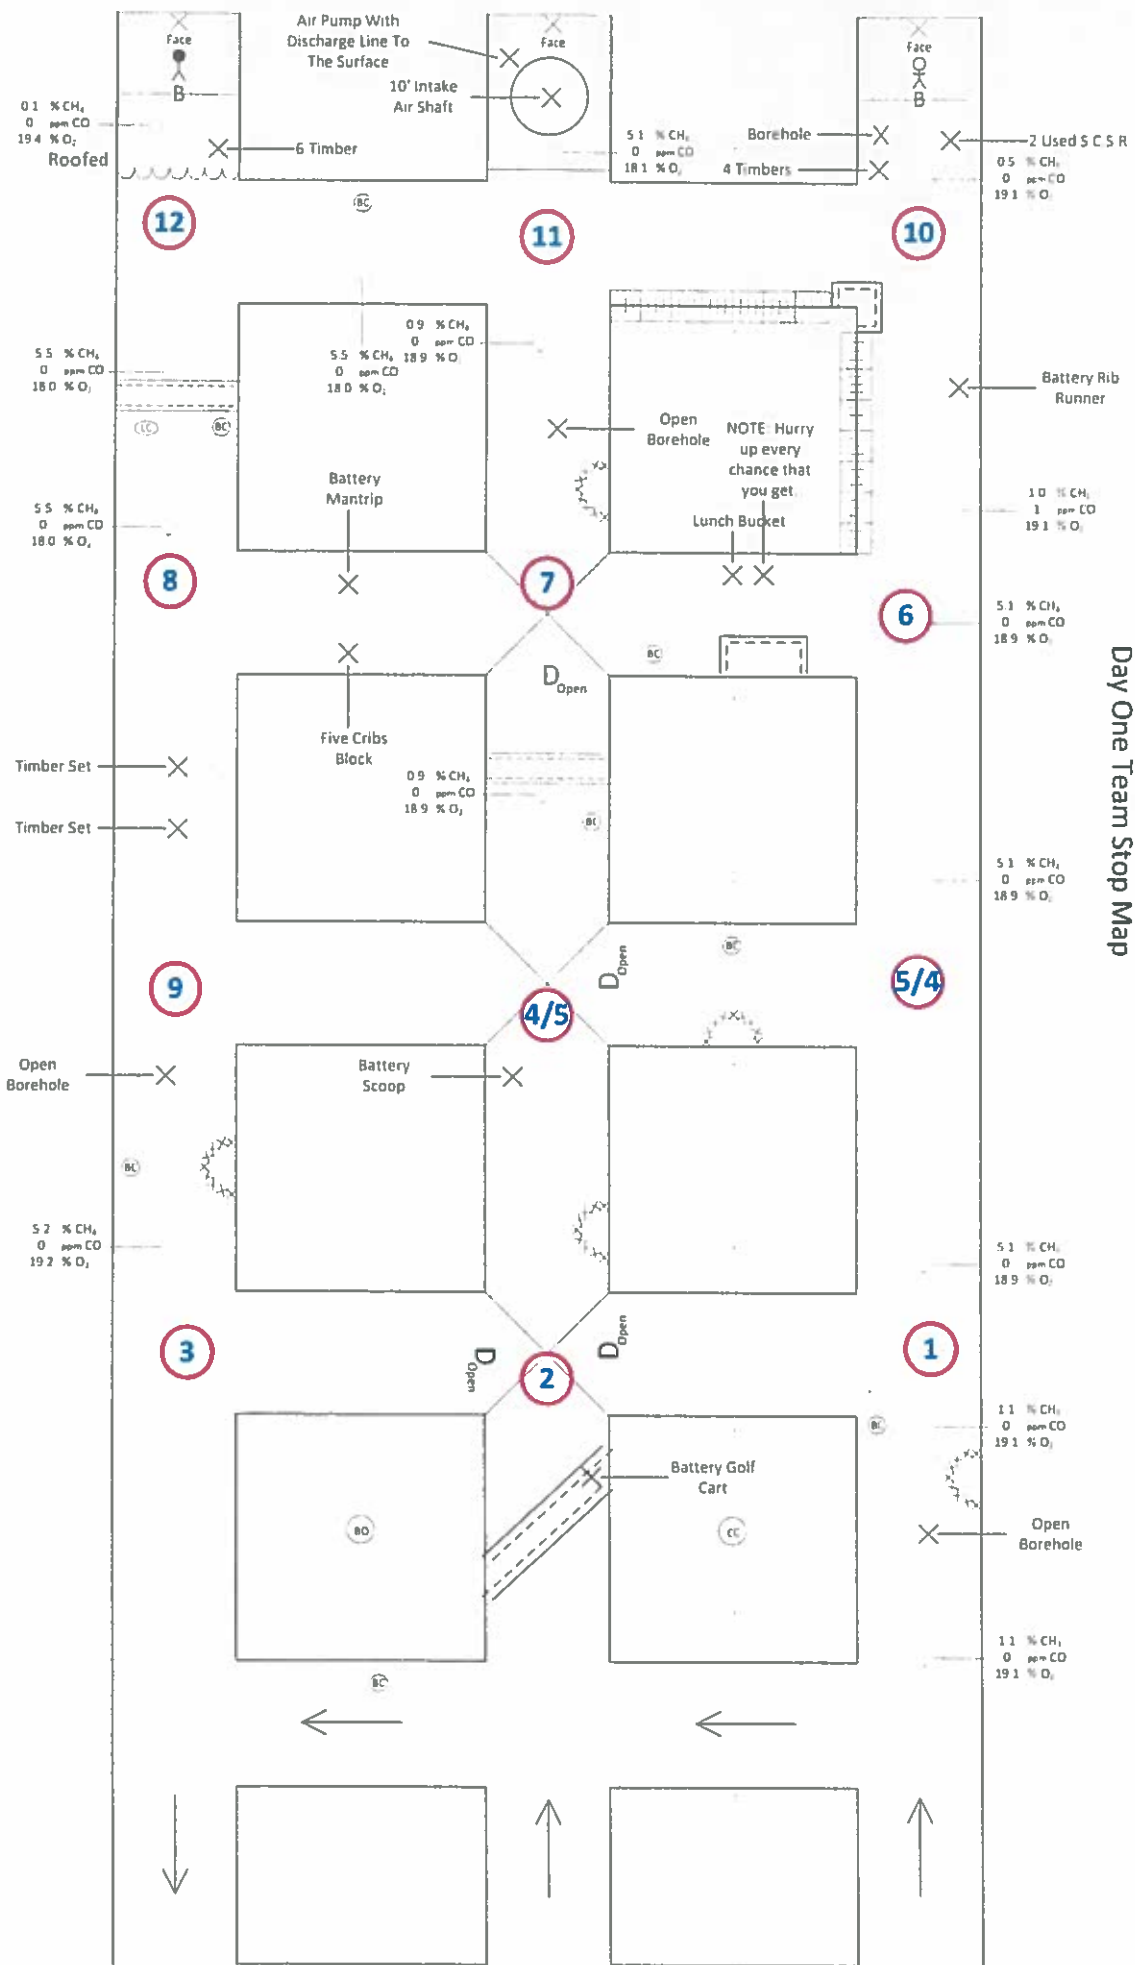 Face
Air Pump With
Discharge Line To
The Surface
Face
Face
B
10' Intake
Air Shaft
B
0.1 % CH₄
0 ppm CO
19.4 % O₂
Roofed
6 Timber
5.1 % CH₄
0 ppm CO
18.1 % O₂
Borehole
4 Timbers
2 Used S C S R
0.5 % CH₄
0 ppm CO
19.1 % O₂
BC
12
11
10
5.5 % CH₄
0 ppm CO
18.0 % O₂
5.5 % CH₄
0 ppm CO
18.0 % O₂
0.9 % CH₄
0 ppm CO
18.9 % O₂
Battery Rib
Runner
LC
BC
Open
Borehole
NOTE Hurry
up every
chance that
you get
Battery
Mantrip
Lunch Bucket
5.5 % CH₄
0 ppm CO
18.0 % O₂
1.0 % CH₄
1 ppm CO
19.1 % O₂
8
7
6
5.1 % CH₄
0 ppm CO
18.9 % O₂
BC
D Open
Day One Team Stop Map
Five Cribs
Block
Timber Set
Timber Set
0.9 % CH₄
0 ppm CO
18.9 % O₂
BC
5.1 % CH₄
0 ppm CO
18.9 % O₂
BC
D Open
9
4/5
5/4
Open
Borehole
Battery
Scoop
BC
5.2 % CH₄
0 ppm CO
19.2 % O₂
5.1 % CH₄
0 ppm CO
18.9 % O₂
3
D Open
2
D Open
1
1.1 % CH₄
0 ppm CO
19.1 % O₂
BC
Battery Golf
Cart
BO
CC
Open
Borehole
1.1 % CH₄
0 ppm CO
19.1 % O₂
BC